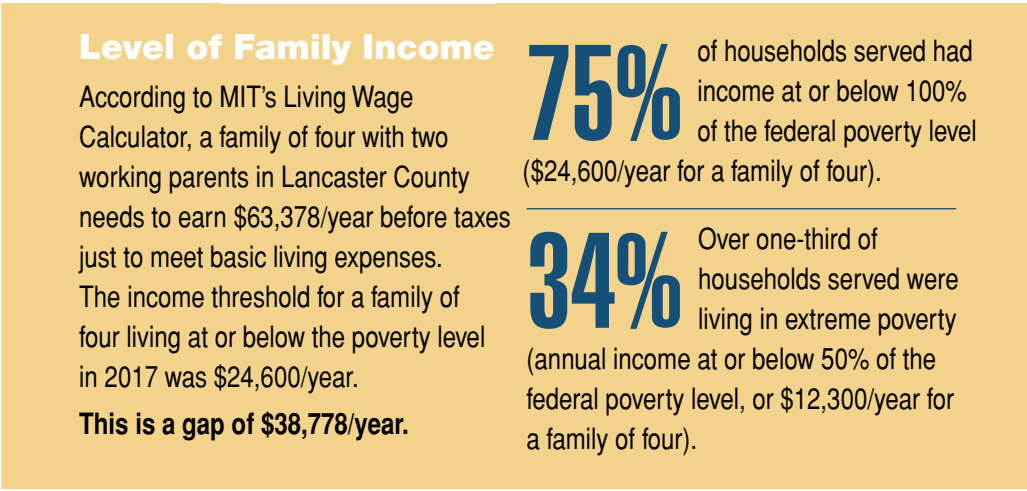 Level of Family Income
According to MIT's Living Wage
Calculator, a family of four with two
working parents in Lancaster County
needs to earn $63,378/year before taxes
just to meet basic living expenses.
The income threshold for a family of
four living at or below the poverty level
in 2017 was $24,600/year.
This is a gap of $38,778/year.
75%
of households served had
income at or below 100%
of the federal poverty level
($24,600/year for a family of four).
34%
Over one-third of
households served were
living in extreme poverty
(annual income at or below 50% of the
federal poverty level, or $12,300/year for
a family of four).